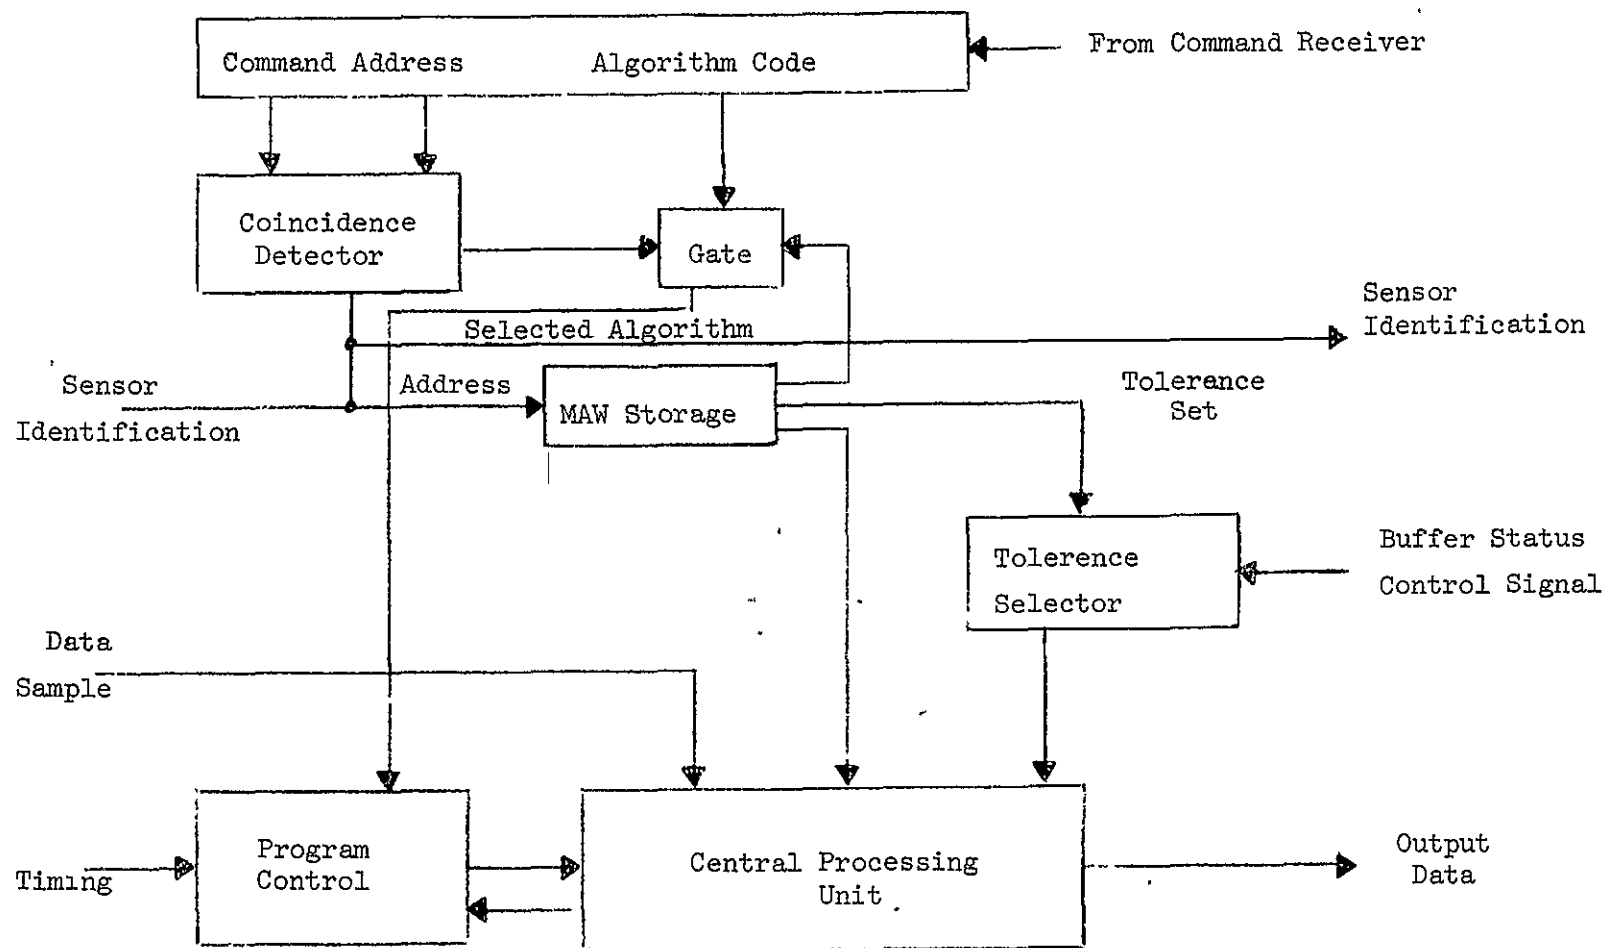 Command Address
Algorithm Code
From Command Receiver
Coincidence
Detector
Gate
Sensor
Identification
Selected Algorithm
Sensor
Identification
Address
MAW Storage
Tolerance
Set
Tolerence
Selector
Buffer Status
Control Signal
Data
Sample
Timing
Program
Control
Central Processing
Unit
Output
Data